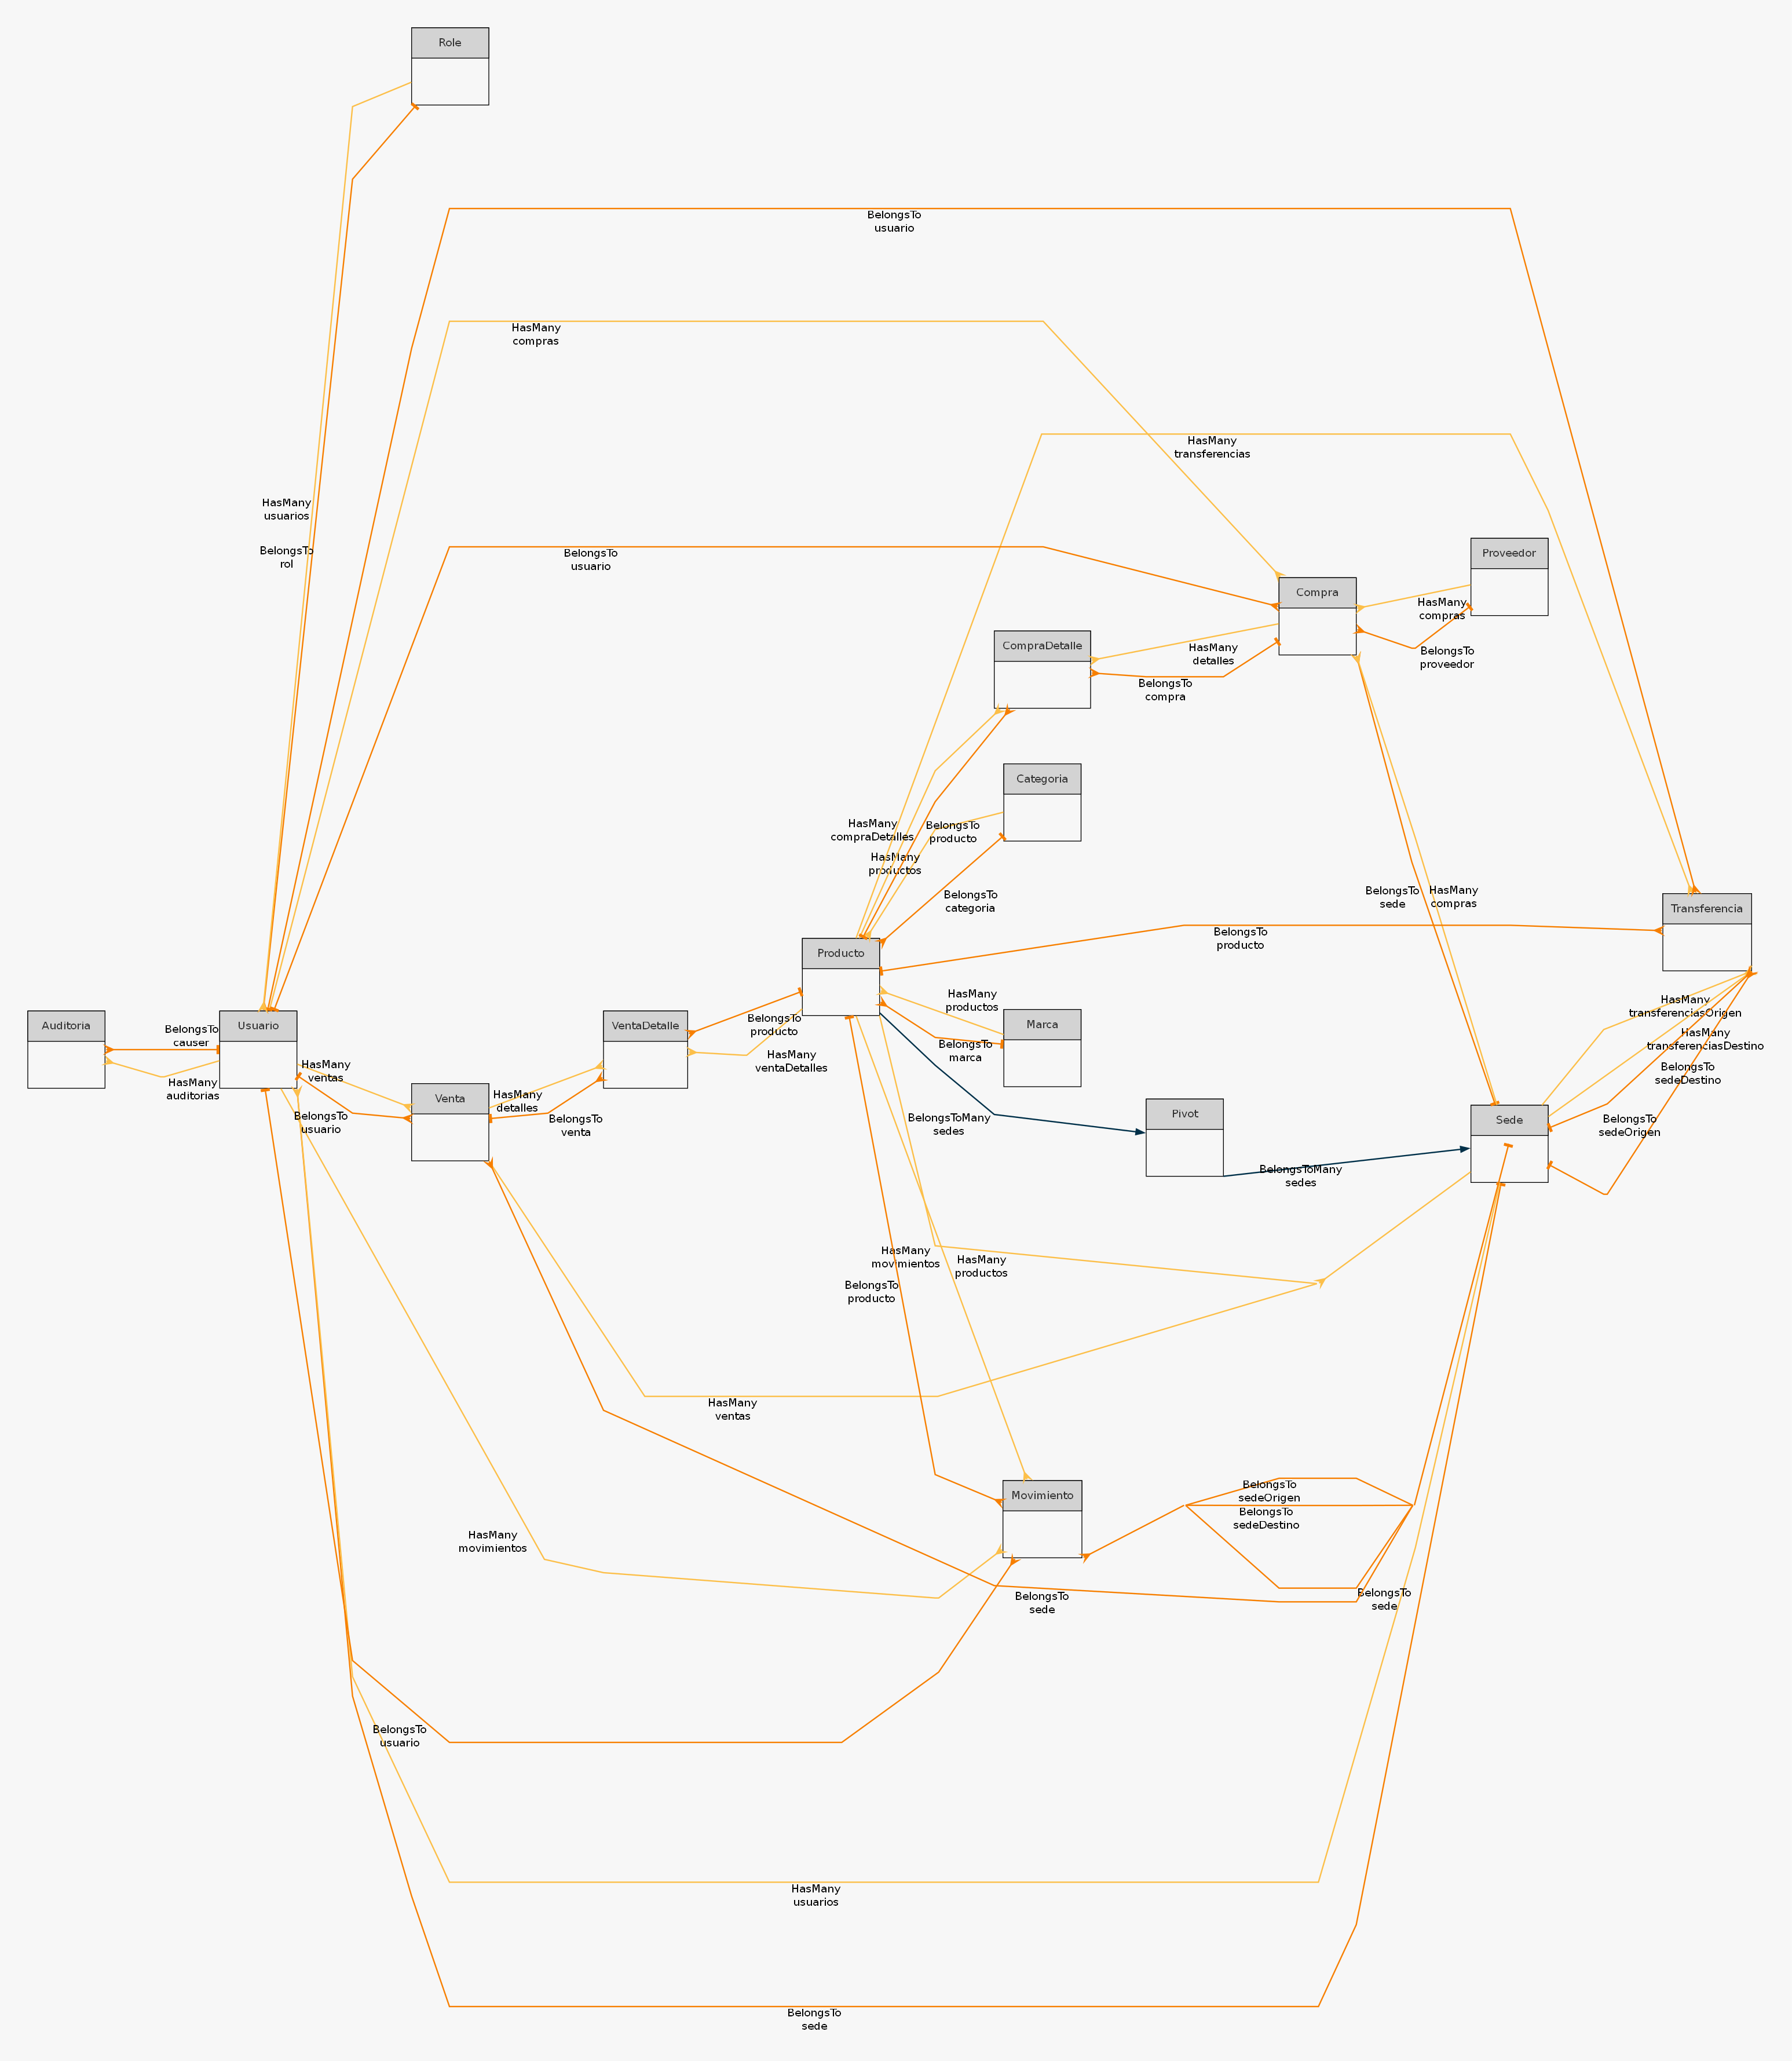 Role
BelongsTo
usuario
HasMany
compras
HasMany
transferencias
HasMany
usuarios
BelongsTo
rol
BelongsTo
usuario
Proveedor
Compra
HasMany
compras
BelongsTo
proveedor
CompraDetalle
HasMany
detalles
BelongsTo
compra
Categoria
HasMany
compraDetalles
BelongsTo
producto
HasMany
productos
BelongsTo
categoria
BelongsTo
sede
HasMany
compras
Transferencia
BelongsTo
producto
Producto
HasMany
productos
Marca
BelongsTo
marca
HasMany
transferenciasOrigen
HasMany
transferenciasDestino
BelongsTo
sedeDestino
BelongsTo
sedeOrigen
Auditoria
BelongsTo
causer
Usuario
HasMany
auditorias
HasMany
ventas
BelongsTo
usuario
Venta
HasMany
detalles
BelongsTo
venta
VentaDetalle
BelongsTo
producto
HasMany
ventaDetalles
BelongsToMany
sedes
Pivot
BelongsToMany
sedes
Sede
HasMany
movimientos
HasMany
productos
BelongsTo
producto
HasMany
ventas
Movimiento
BelongsTo
sedeOrigen
BelongsTo
sedeDestino
HasMany
movimientos
BelongsTo
sede
BelongsTo
sede
BelongsTo
usuario
HasMany
usuarios
BelongsTo
sede